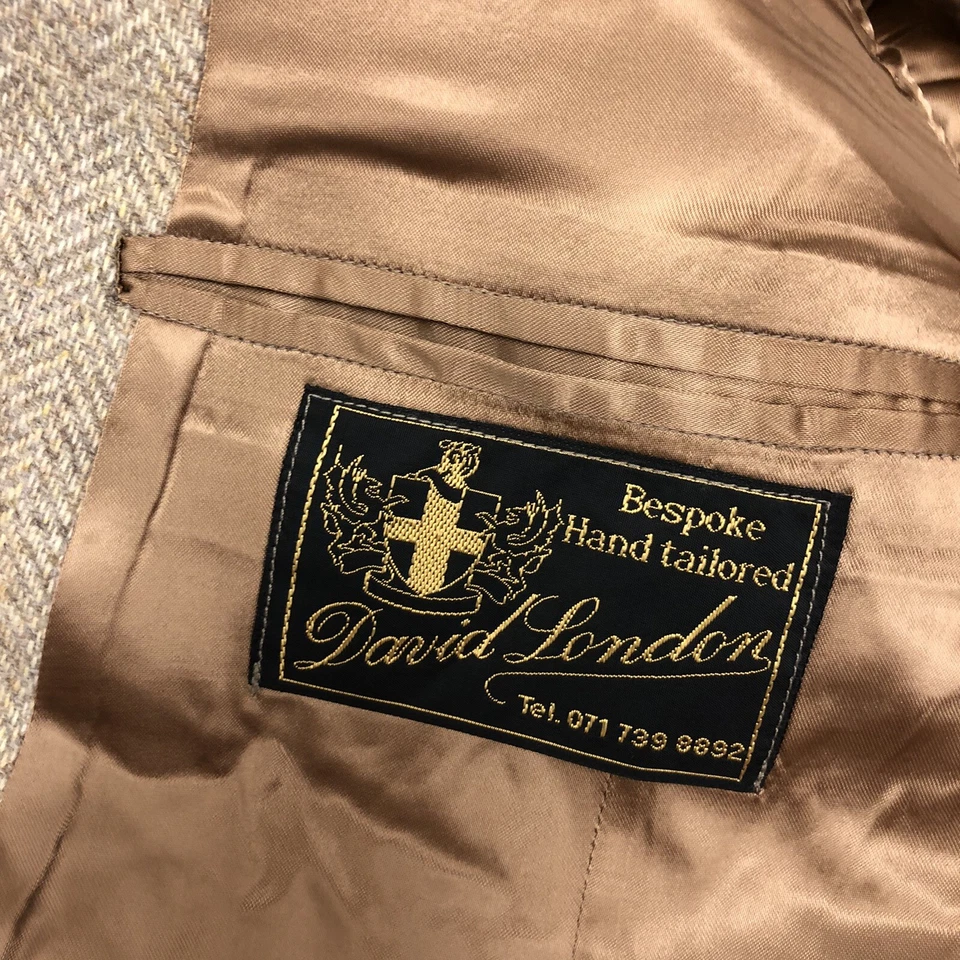 Bespoke
Hand tailored
David London
Tel. 071 739 8892